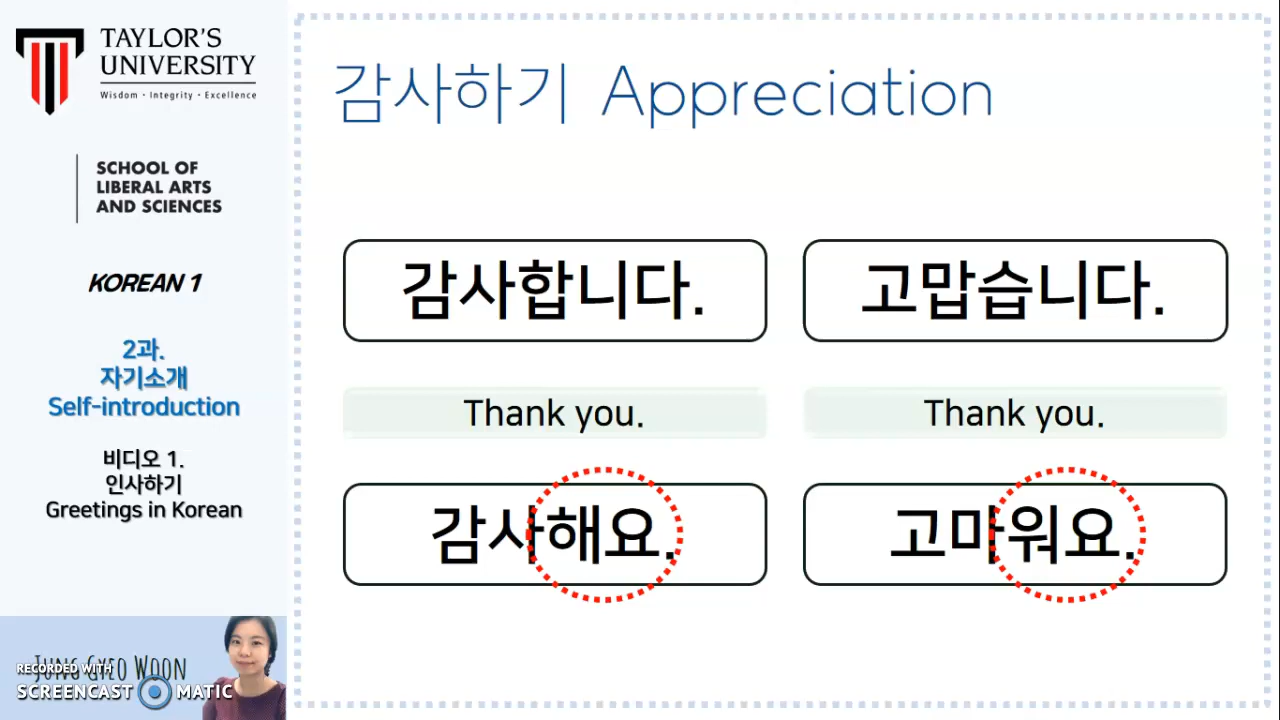 TAYLOR'S
UNIVERSITY
Wisdom • Integrity • Excellence
SCHOOL OF
LIBERAL ARTS
AND SCIENCES
KOREAN 1
2과.
자기소개
Self-introduction
비디오 1.
인사하기
Greetings in Korean
JUNG GYEO WOON
RECORDED WITH
SCREENCAST MATIC
감사하기 Appreciation
감사합니다.
고맙습니다.
Thank you.
Thank you.
감사해요.
고마워요.